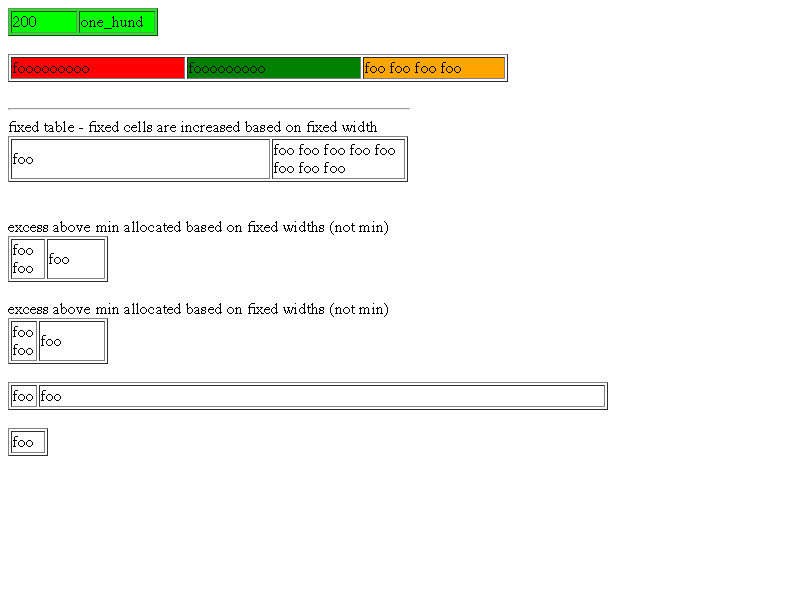 200 one_hund
fooooooooo fooooooooo foo foo foo foo
fixed table - fixed cells are increased based on fixed width
foo foo foo foo foo foo
foo foo foo
excess above min allocated based on fixed widths (not min)
foo foo
foo
excess above min allocated based on fixed widths (not min)
foo foo
foo
foo foo
foo